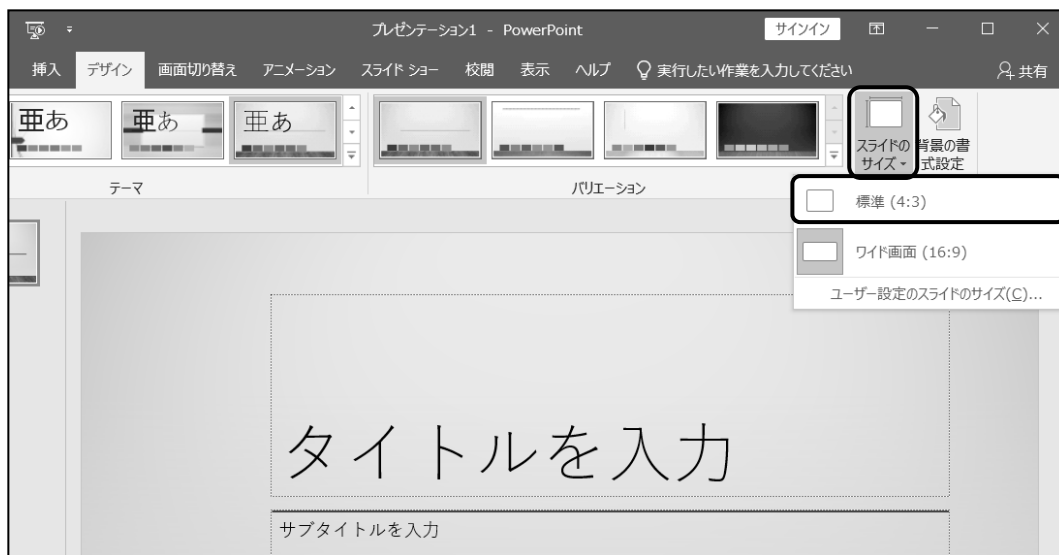 プレゼンテーション1 - PowerPoint
サインイン
挿入 デザイン 画面切り替え アニメーション スライド ショー 校閲 表示 ヘルプ 実行したい作業を入力してください 共有
亜あ 亜あ 亜あ
スライドの
サイズ
背景の書
式設定
テーマ
バリエーション
標準 (4:3)
ワイド画面 (16:9)
ユーザー設定のスライドのサイズ(C)...
タイトルを入力
サブタイトルを入力